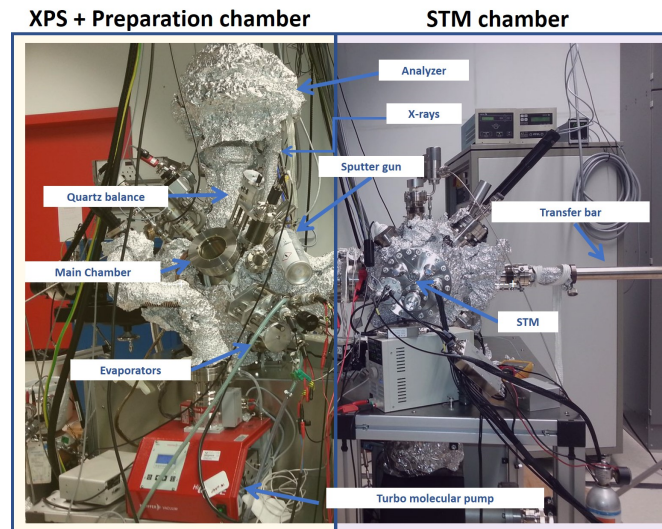 XPS + Preparation chamber
STM chamber
Analyzer
X-rays
Sputter gun
Quartz balance
Transfer bar
Main Chamber
STM
Evaporators
Turbo molecular pump